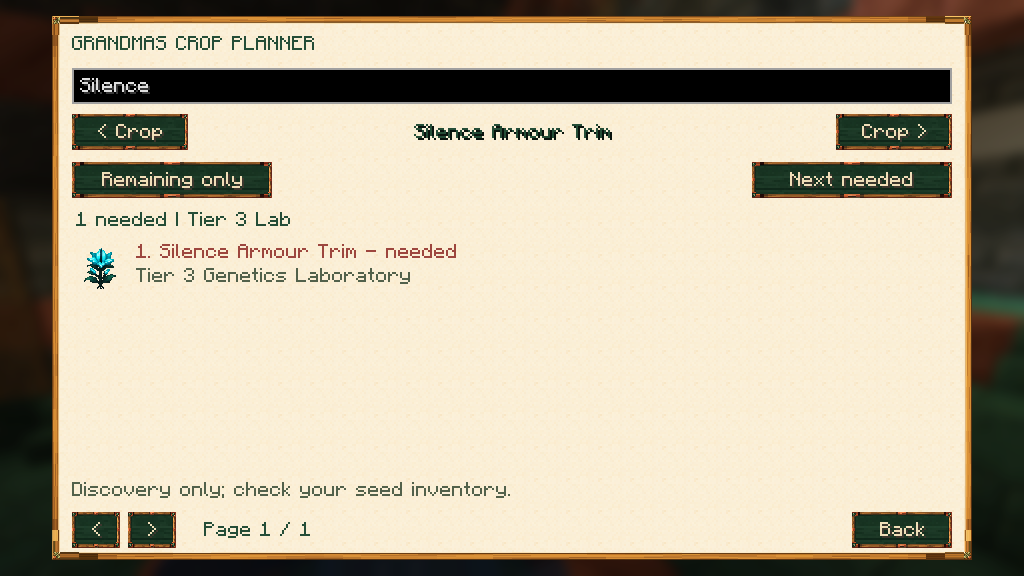 GRANDMAS CROP PLANNER
Silence
< Crop
Silence Armour Trim
Crop >
Remaining only
Next needed
1 needed | Tier 3 Lab
1. Silence Armour Trim - needed
Tier 3 Genetics Laboratory
Discovery only; check your seed inventory.
< > Page 1 / 1
Back